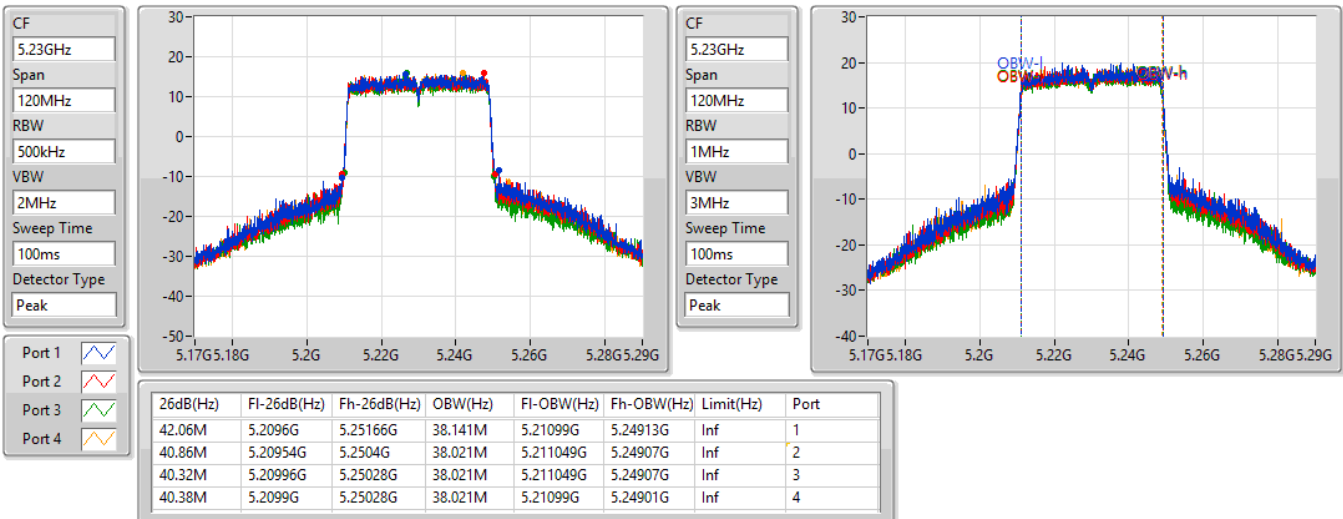 CF
5.23GHz
Span
120MHz
RBW
500kHz
VBW
2MHz
Sweep Time
100ms
Detector Type
Peak
30
20
10
0
-10
-20
-30
-40
-50
5.17G 5.18G 5.2G 5.22G 5.24G 5.26G 5.28G 5.29G
CF
5.23GHz
Span
120MHz
RBW
1MHz
VBW
3MHz
Sweep Time
100ms
Detector Type
Peak
30
20
10
0
-10
-20
-30
-40
OBW-l
OBW-h
5.17G 5.18G 5.2G 5.22G 5.24G 5.26G 5.28G 5.29G
Port 1
Port 2
Port 3
Port 4
26dB(Hz) Fl-26dB(Hz) Fh-26dB(Hz) OBW(Hz) Fl-OBW(Hz) Fh-OBW(Hz) Limit(Hz) Port
42.06M 5.2096G 5.25166G 38.141M 5.21099G 5.24913G Inf 1
40.86M 5.20954G 5.2504G 38.021M 5.211049G 5.24907G Inf 2
40.32M 5.20996G 5.25028G 38.021M 5.211049G 5.24907G Inf 3
40.38M 5.2099G 5.25028G 38.021M 5.21099G 5.24901G Inf 4